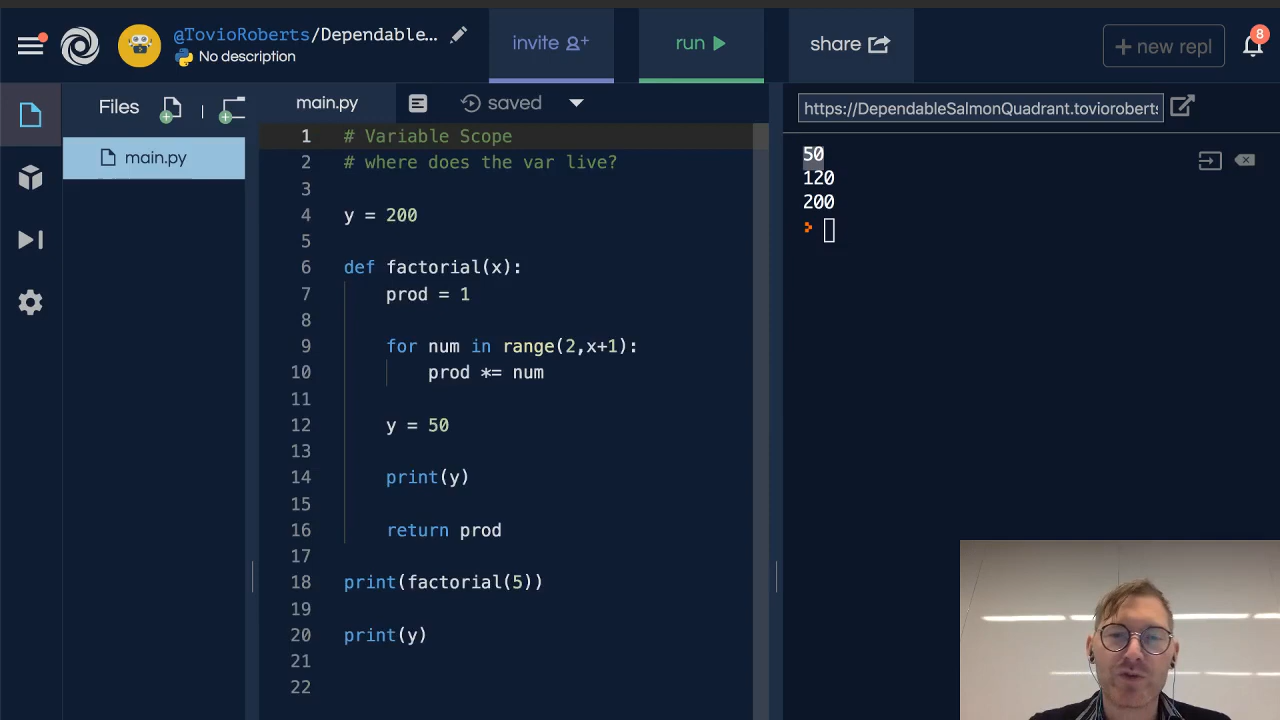 @TovioRoberts/Dependable...
No description
invite
run
share
+ new repl
8
Files
main.py
saved
https://DependableSalmonQuadrant.tovioroberts
main.py
1 # Variable Scope
2 # where does the var live?
3
4 y = 200
5
6 def factorial(x):
7 prod = 1
8
9 for num in range(2,x+1):
10 prod *= num
11
12 y = 50
13
14 print(y)
15
16 return prod
17
18 print(factorial(5))
19
20 print(y)
21
22
50
120
200